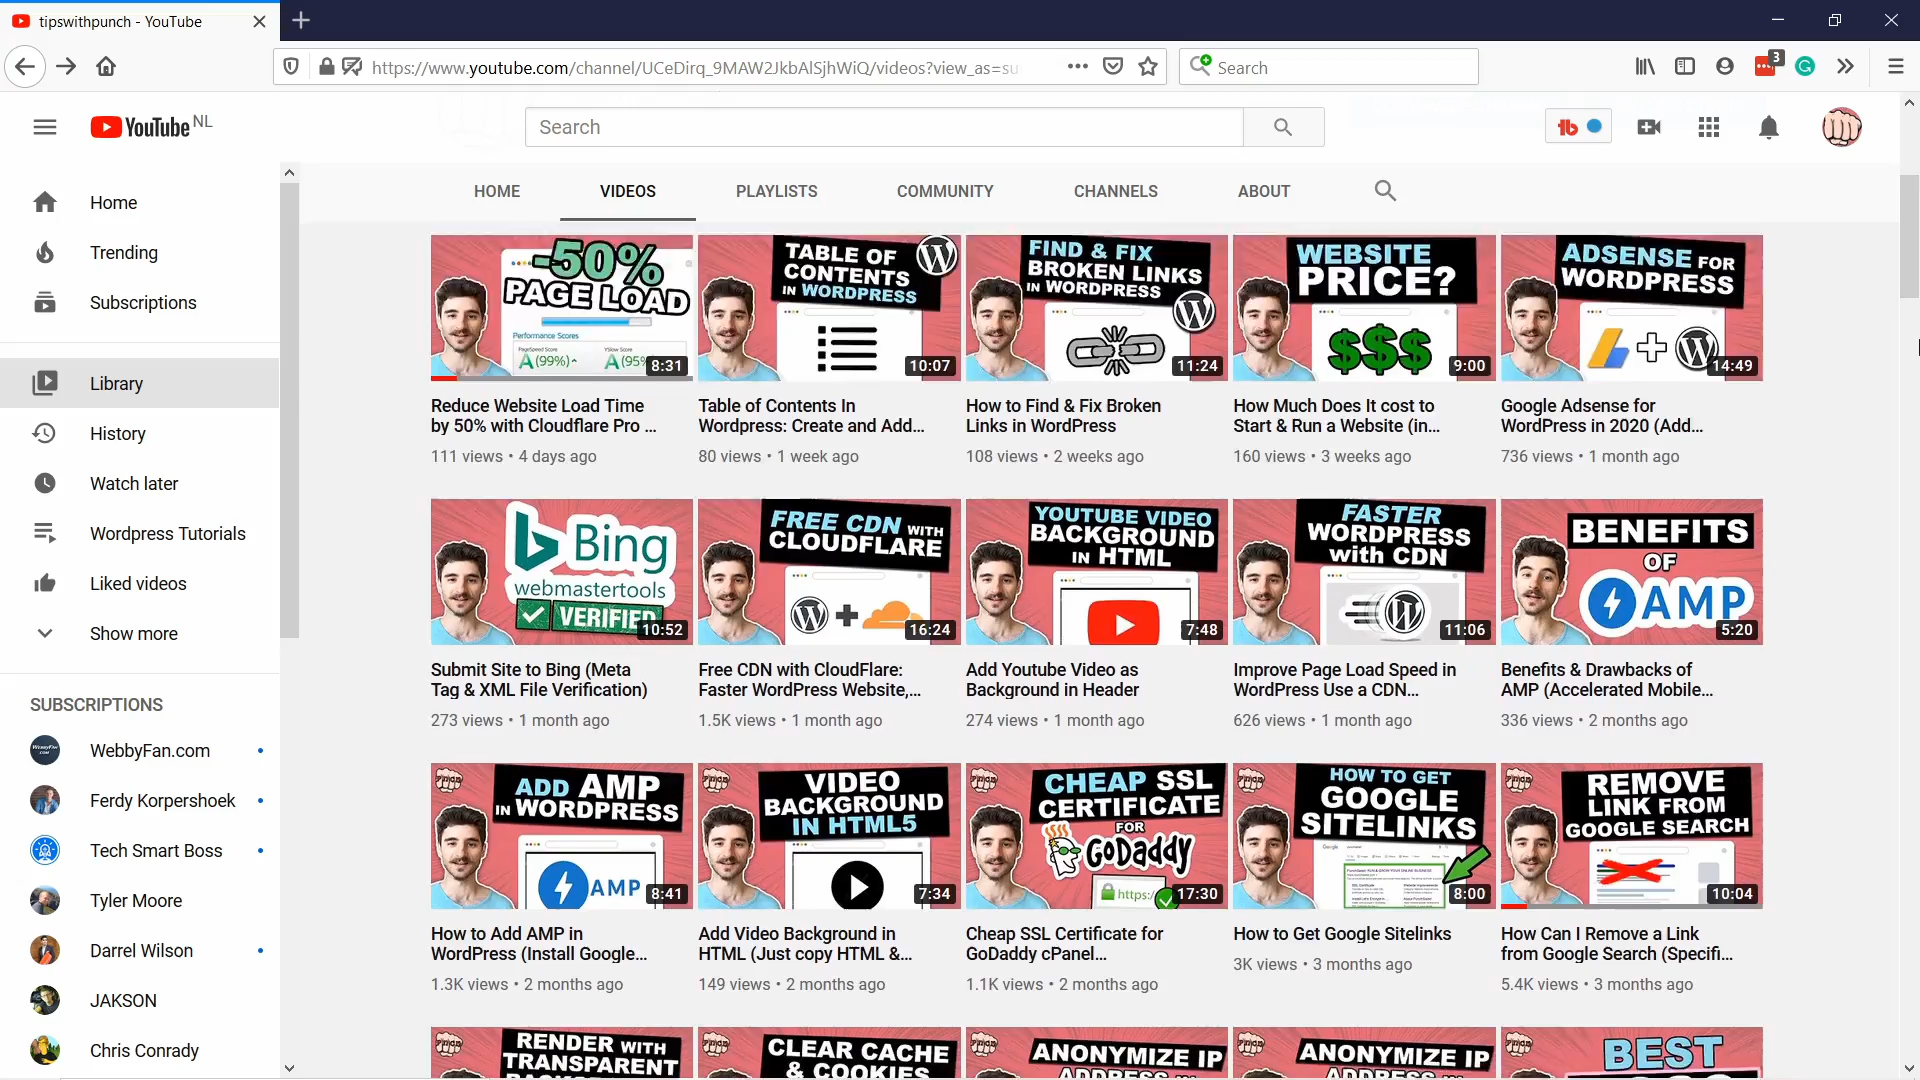 tipswithpunch - YouTube
https://www.youtube.com/channel/UCeDirq_9MAW2JkbAlSjhWiQ/videos?view_as=su
Search
3
YouTube NL
Search
HOME
VIDEOS
PLAYLISTS
COMMUNITY
CHANNELS
ABOUT
Home
Trending
Subscriptions
Library
History
Watch later
Wordpress Tutorials
Liked videos
Show more
SUBSCRIPTIONS
WebbyFan.com
Ferdy Korpershoek
Tech Smart Boss
Tyler Moore
Darrel Wilson
JAKSON
Chris Conrady
-50%
PAGE LOAD
Performance Scores
PageSpeed Score
YSlow Score
A(99%)
A(95%
8:31
Reduce Website Load Time
by 50% with Cloudflare Pro ...
111 views • 4 days ago
TABLE OF
CONTENTS
IN WORDPRESS
10:07
Table of Contents In
Wordpress: Create and Add...
80 views • 1 week ago
FIND & FIX
BROKEN LINKS
IN WORDPRESS
11:24
How to Find & Fix Broken
Links in WordPress
108 views • 2 weeks ago
WEBSITE
PRICE?
$$$
9:00
How Much Does It cost to
Start & Run a Website (in...
160 views • 3 weeks ago
ADSENSE FOR
WORDPRESS
14:49
Google Adsense for
WordPress in 2020 (Add...
736 views • 1 month ago
Bing
webmastertools
VERIFIED
10:52
Submit Site to Bing (Meta
Tag & XML File Verification)
273 views • 1 month ago
FREE CDN WITH
CLOUDFLARE
16:24
Free CDN with CloudFlare:
Faster WordPress Website,...
1.5K views • 1 month ago
YOUTUBE VIDEO
BACKGROUND
IN HTML
7:48
Add Youtube Video as
Background in Header
274 views • 1 month ago
FASTER
WORDPRESS
with CDN
11:06
Improve Page Load Speed in
WordPress Use a CDN...
626 views • 1 month ago
BENEFITS
OF
AMP
5:20
Benefits & Drawbacks of
AMP (Accelerated Mobile...
336 views • 2 months ago
ADD AMP
IN WORDPRESS
AMP
8:41
How to Add AMP in
WordPress (Install Google...
1.3K views • 2 months ago
VIDEO
BACKGROUND
IN HTML5
7:34
Add Video Background in
HTML (Just copy HTML &...
149 views • 2 months ago
CHEAP SSL
CERTIFICATE
FOR
GoDaddy
https:/
17:30
Cheap SSL Certificate for
GoDaddy cPanel...
1.1K views • 2 months ago
HOW TO GET
GOOGLE
SITELINKS
Google
8:00
How to Get Google Sitelinks
3K views • 3 months ago
REMOVE
LINK FROM
GOOGLE SEARCH
10:04
How Can I Remove a Link
from Google Search (Specifi...
5.4K views • 3 months ago
RENDER WITH
TRANSPARENT
CLEAR CACHE
& COOKIES
ANONYMIZE IP
ADDRESS
ANONYMIZE IP
ADDRESS
BEST